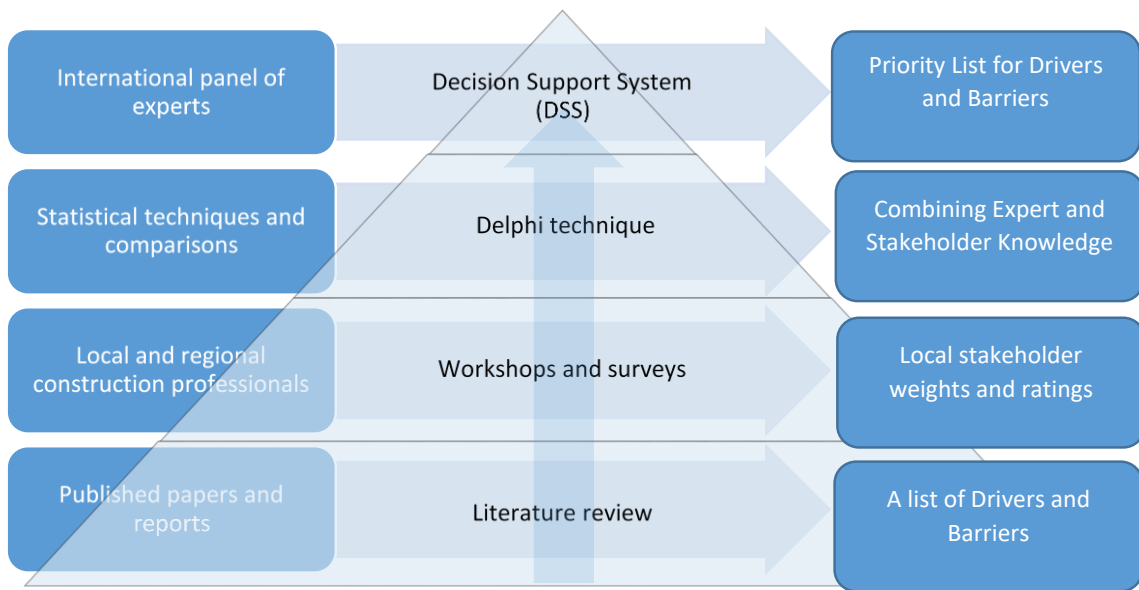 International panel of
experts
Decision Support System
(DSS)
Priority List for Drivers
and Barriers
Statistical techniques and
comparisons
Delphi technique
Combining Expert and
Stakeholder Knowledge
Local and regional
construction professionals
Workshops and surveys
Local stakeholder
weights and ratings
Published papers and
reports
Literature review
A list of Drivers and
Barriers